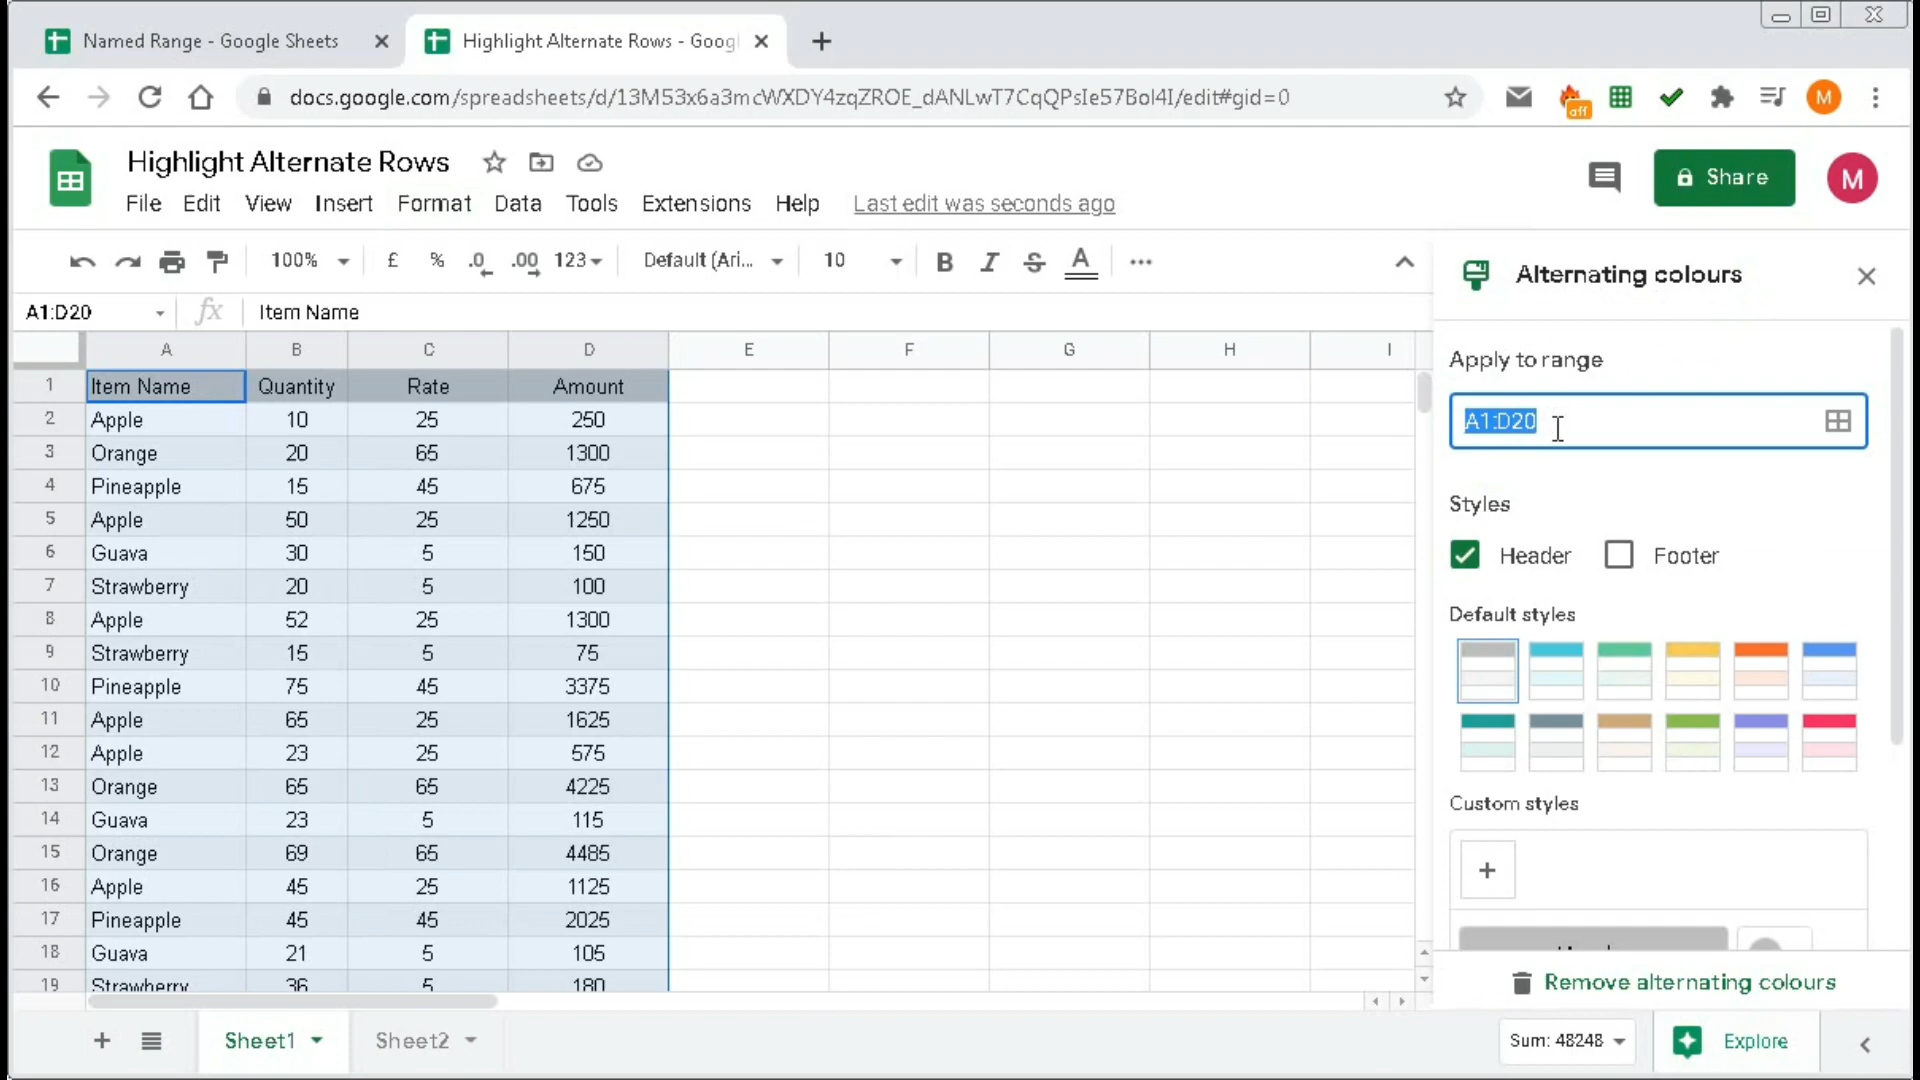 Named Range - Google Sheets
Highlight Alternate Rows - Goog
docs.google.com/spreadsheets/d/13M53x6a3mcWXDY4zqZROE_dANLwT7CqQPsIe57Bol4I/edit#gid=0
off
M
Highlight Alternate Rows
Share
M
File Edit View Insert Format Data Tools Extensions Help Last edit was seconds ago
100% £ % .0 .00 123 Default (Ari... 10 B I S A
Alternating colours
A1:D20 fx Item Name
A B C D E F G H I
1 Item Name Quantity Rate Amount
2 Apple 10 25 250
3 Orange 20 65 1300
4 Pineapple 15 45 675
5 Apple 50 25 1250
6 Guava 30 5 150
7 Strawberry 20 5 100
8 Apple 52 25 1300
9 Strawberry 15 5 75
10 Pineapple 75 45 3375
11 Apple 65 25 1625
12 Apple 23 25 575
13 Orange 65 65 4225
14 Guava 23 5 115
15 Orange 69 65 4485
16 Apple 45 25 1125
17 Pineapple 45 45 2025
18 Guava 21 5 105
19 Strawberry 36 5 180
Apply to range
A1:D20
Styles
Header Footer
Default styles
Custom styles
Remove alternating colours
Sheet1 Sheet2
Sum: 48248
Explore